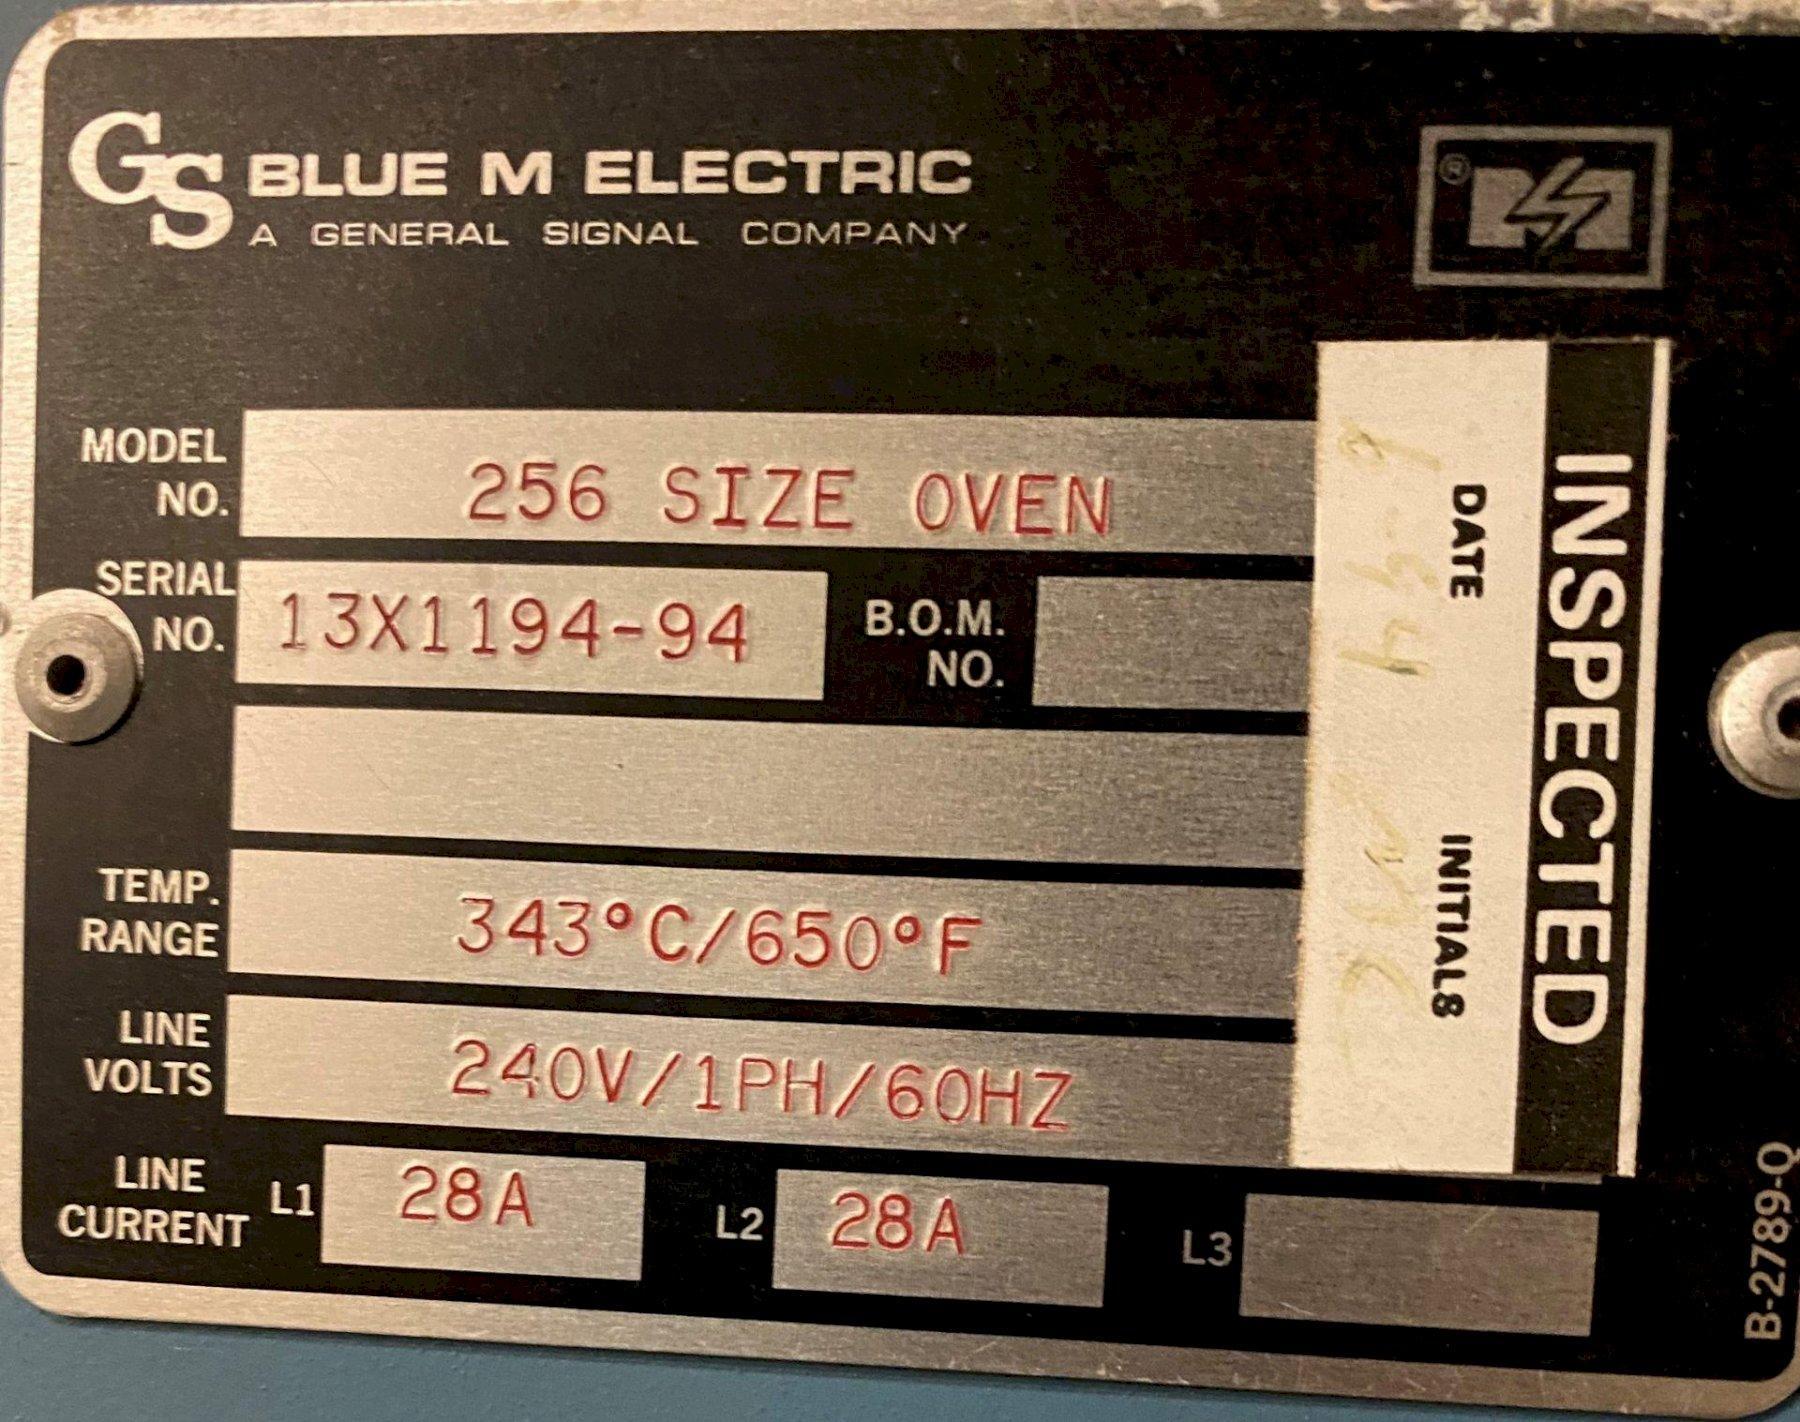 GS BLUE M ELECTRIC
A GENERAL SIGNAL COMPANY
®
MODEL NO. 256 SIZE OVEN
SERIAL NO. 13X1194-94
B.O.M. NO.
TEMP. RANGE 343°C/650°F
LINE VOLTS 240V/1PH/60HZ
LINE CURRENT L1 28A L2 28A L3
INSPECTED
DATE
INITIALS
B-2789-Q